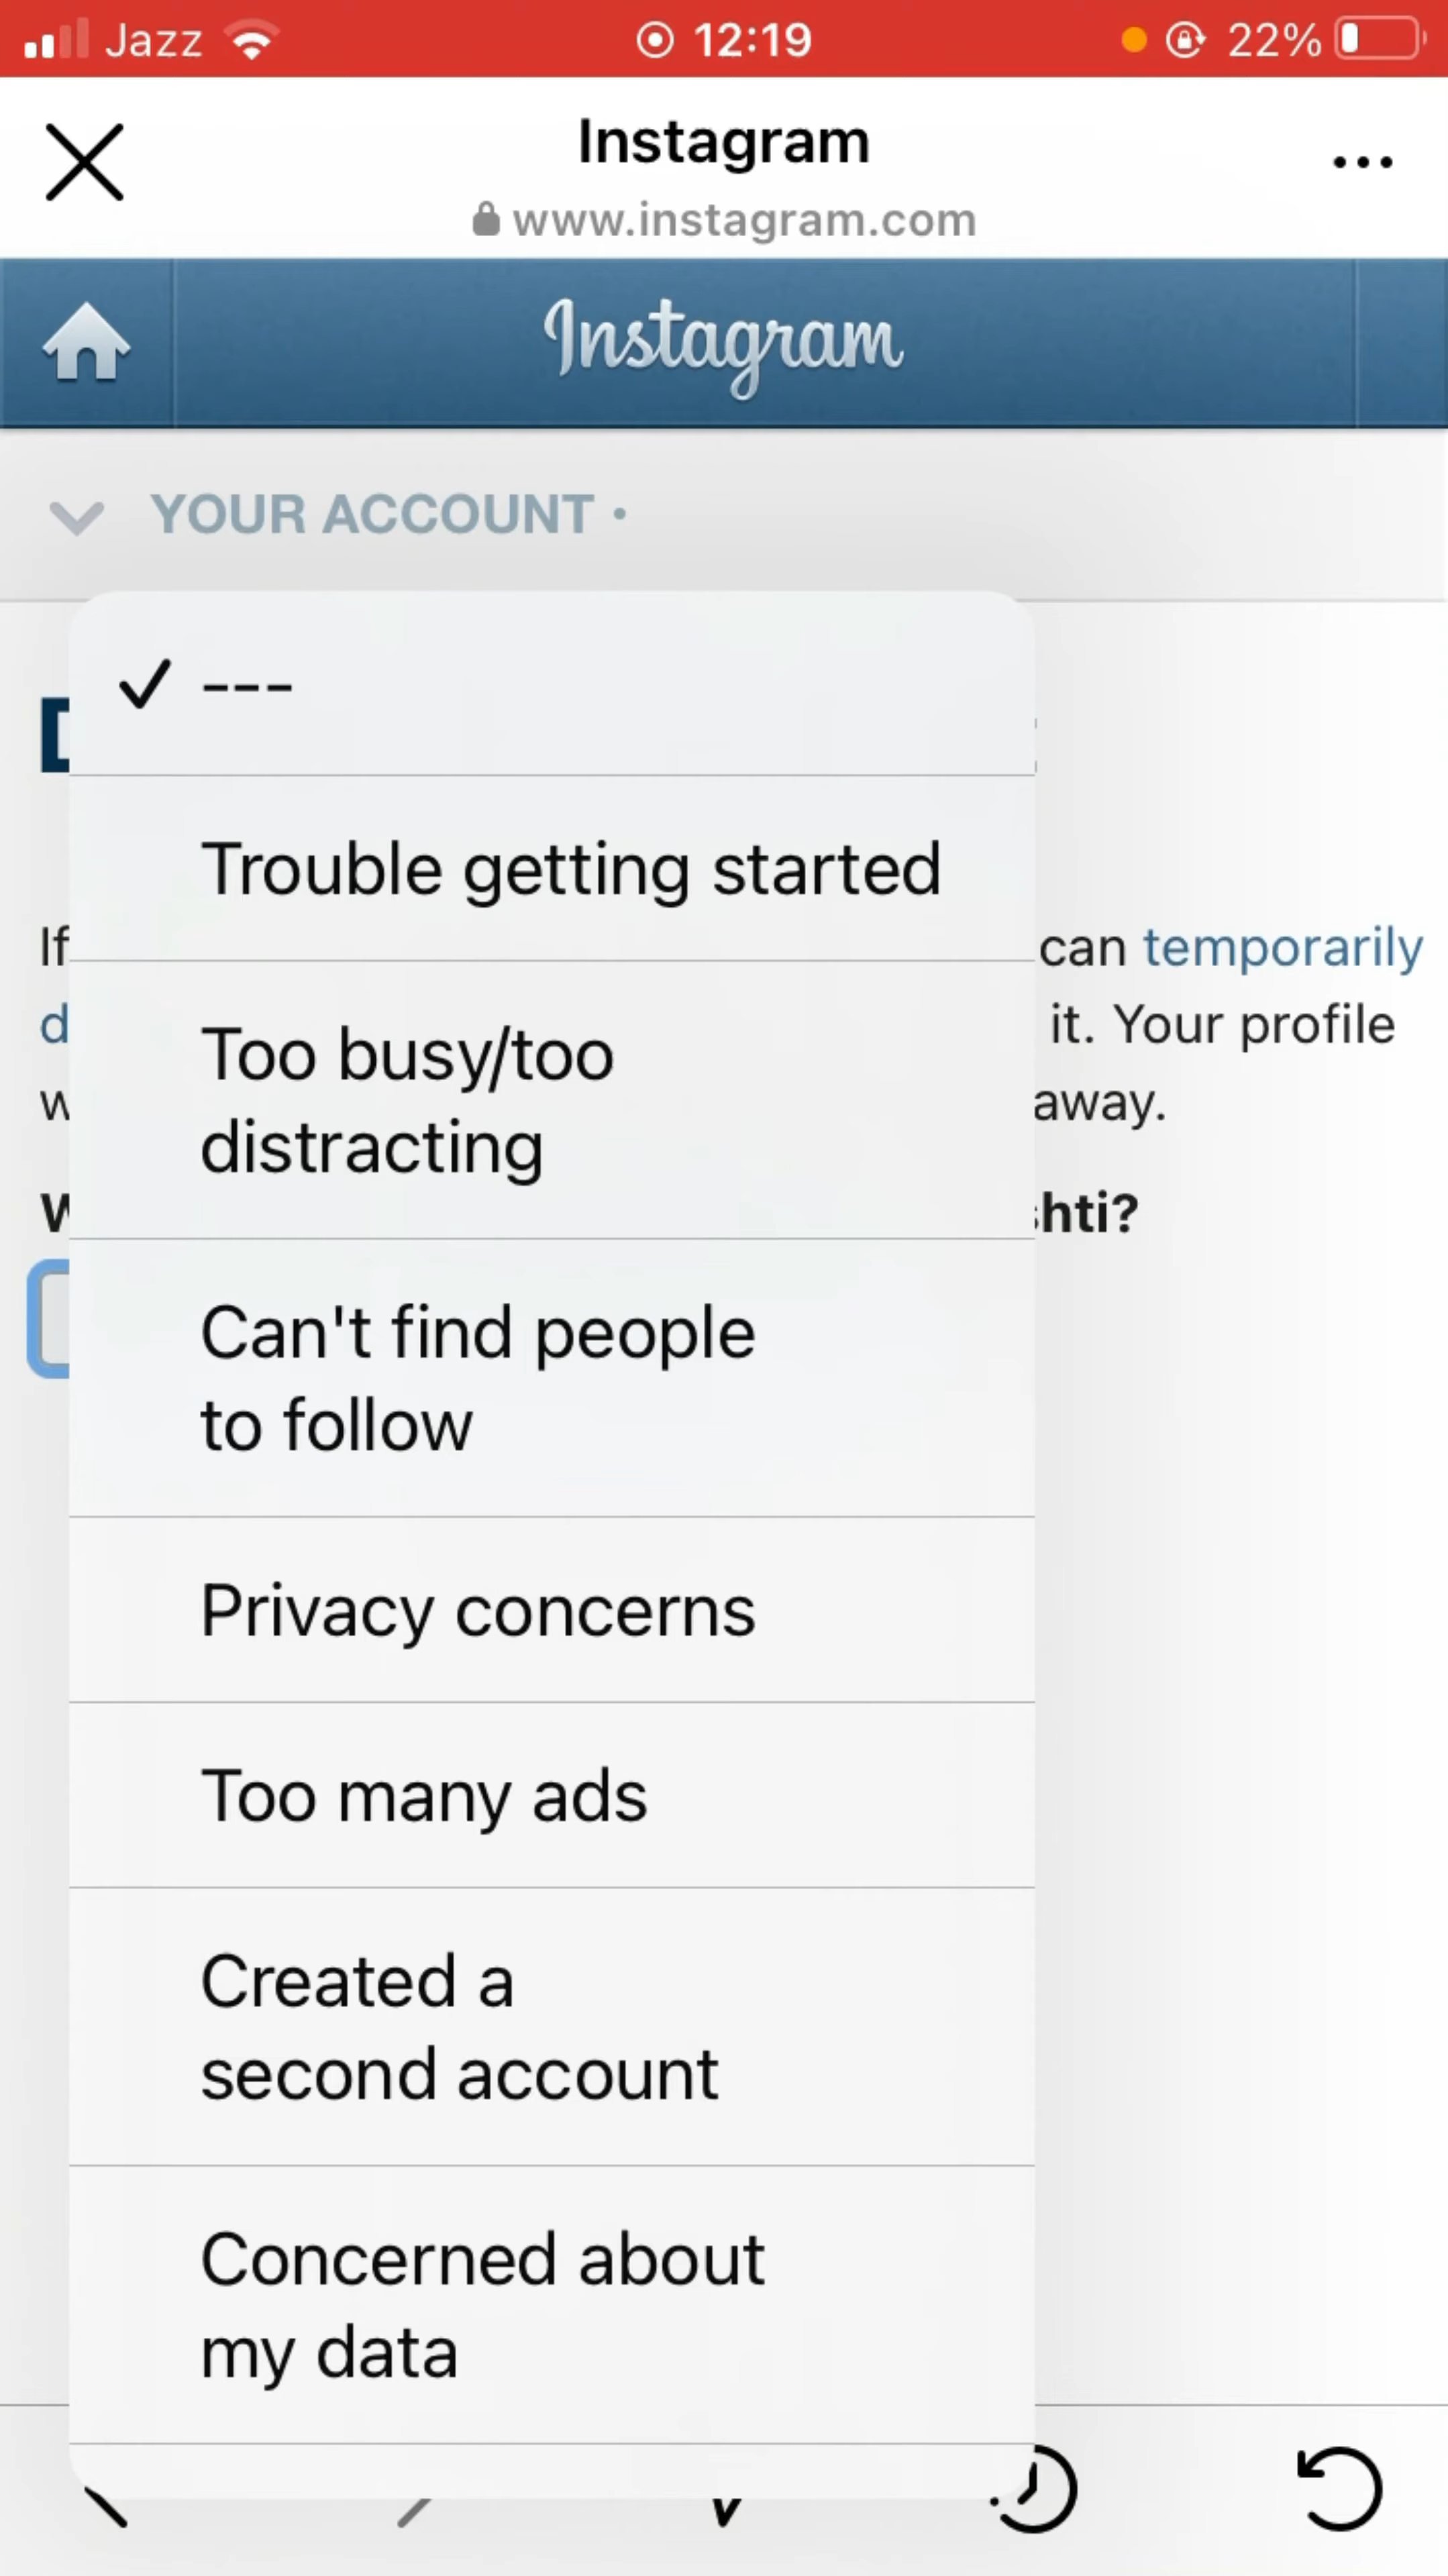 Jazz 12:19 22%
Instagram
www.instagram.com
Instagram
YOUR ACCOUNT •
✓ ---
Trouble getting started
If can temporarily
Too busy/too
it. Your profile
away.
distracting
hti?
Can't find people
to follow
Privacy concerns
Too many ads
Created a
second account
Concerned about
my data